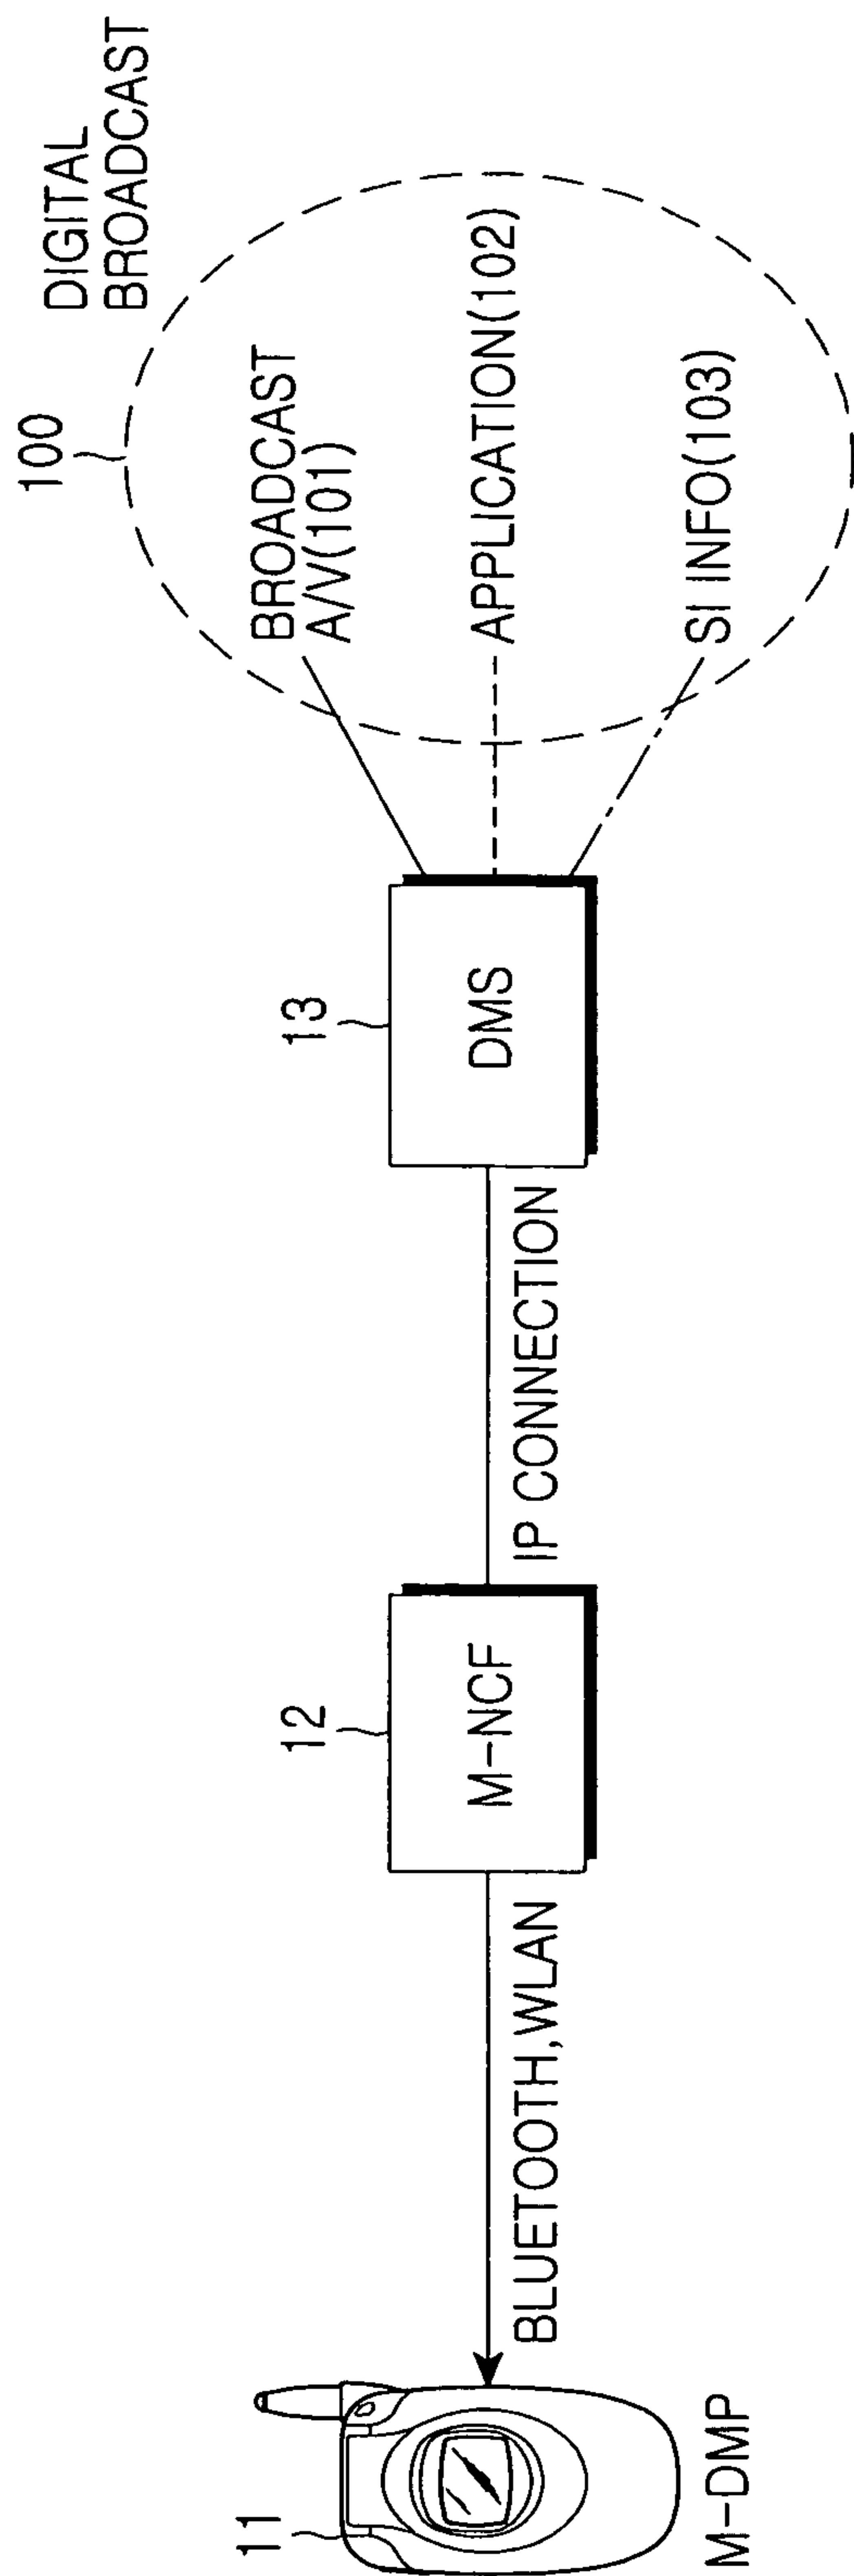 DIGITAL
BROADCAST
100
BROADCAST
A/V(101)
APPLICATION(102)
SI INFO(103)
13
DMS
IP CONNECTION
12
M-NCF
BLUETOOTH,WLAN
11
M-DMP